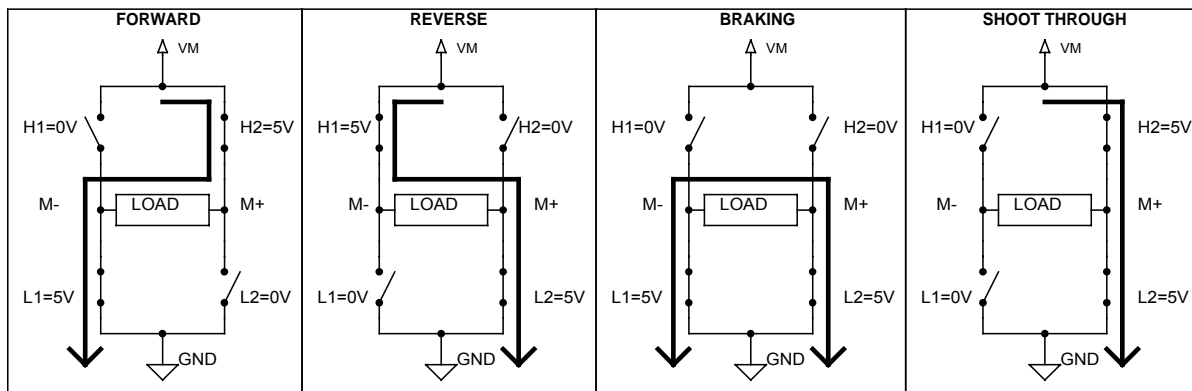 FORWARD
VM
H1=0V
H2=5V
M-
LOAD
M+
L1=5V
L2=0V
GND
REVERSE
VM
H1=5V
H2=0V
M-
LOAD
M+
L1=0V
L2=5V
GND
BRAKING
VM
H1=0V
H2=0V
M-
LOAD
M+
L1=5V
L2=5V
GND
SHOOT THROUGH
VM
H1=0V
H2=5V
M-
LOAD
M+
L1=0V
L2=5V
GND